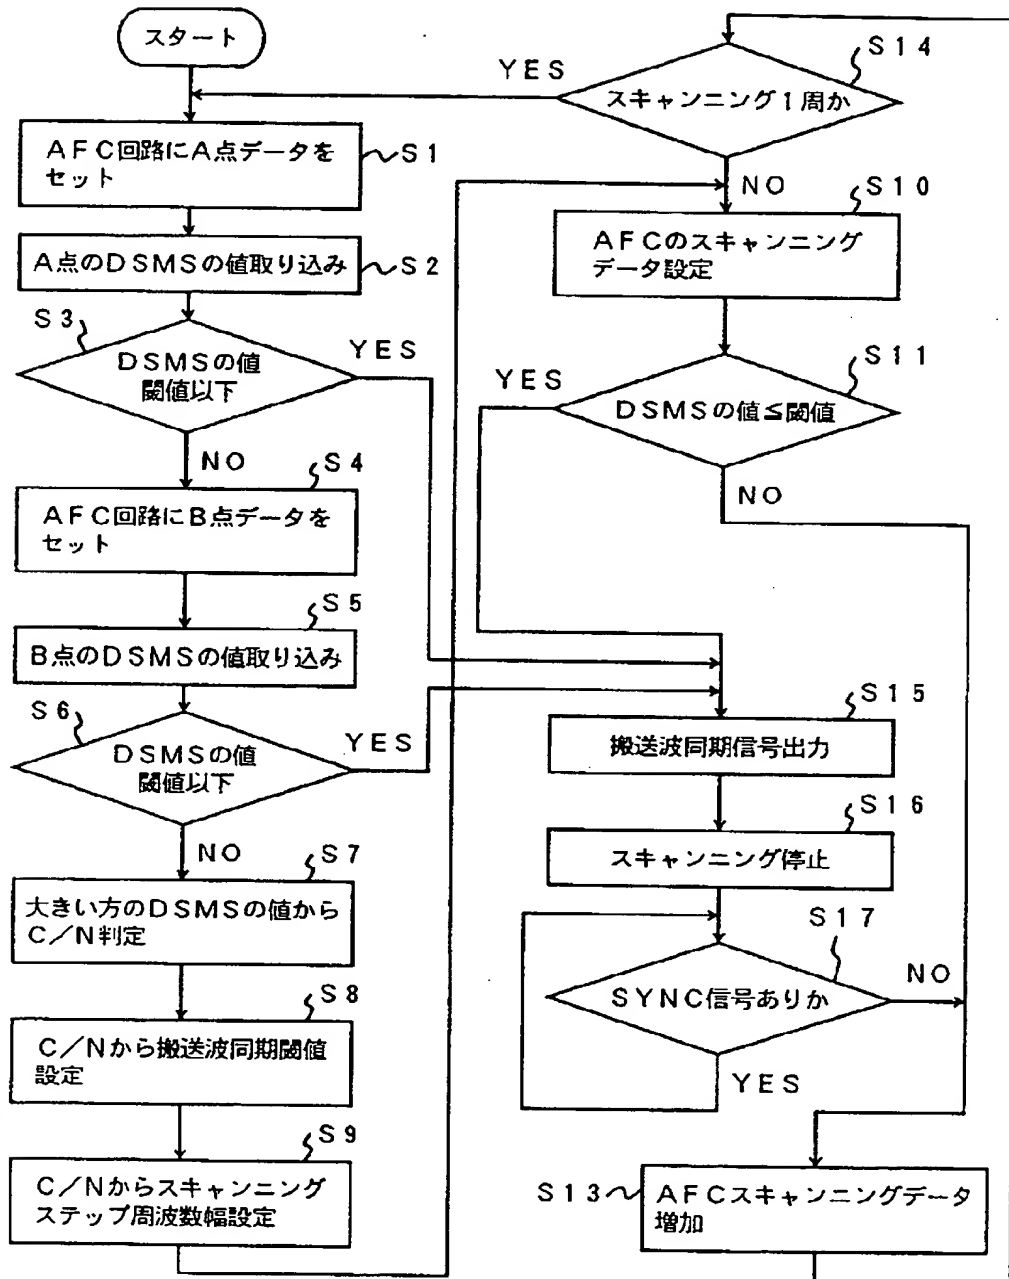 スタート
AFC回路にA点データを
セット
S1
A点のDSMSの値取り込み
S2
S3
DSMSの値
閾値以下
YES
NO
S4
AFC回路にB点データを
セット
S5
B点のDSMSの値取り込み
S6
DSMSの値
閾値以下
YES
NO
S7
大きい方のDSMSの値から
C/N判定
S8
C/Nから搬送波同期閾値
設定
S9
C/Nからスキャンニング
ステップ周波数幅設定
S14
YES
スキャンニング1周か
NO
S10
AFCのスキャンニング
データ設定
S11
YES
DSMSの値≦閾値
NO
S15
搬送波同期信号出力
S16
スキャンニング停止
S17
SYNC信号ありか
NO
YES
S13
AFCスキャンニングデータ
増加